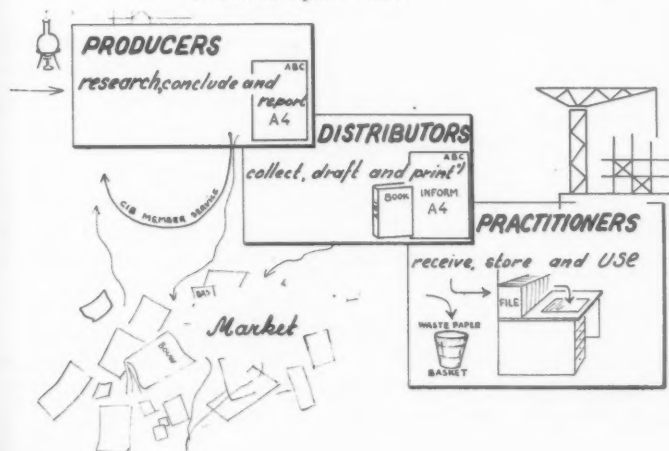 PRODUCERS
research, conclude and
report
ABC
A4
DISTRIBUTORS
collect, draft and print")
ABC
BOOK
INFORM.
A4
PRACTITIONERS
receive, store and USE
FILE
WASTE PAPER
BASKET
CIB MEMBER SERVICE
Market